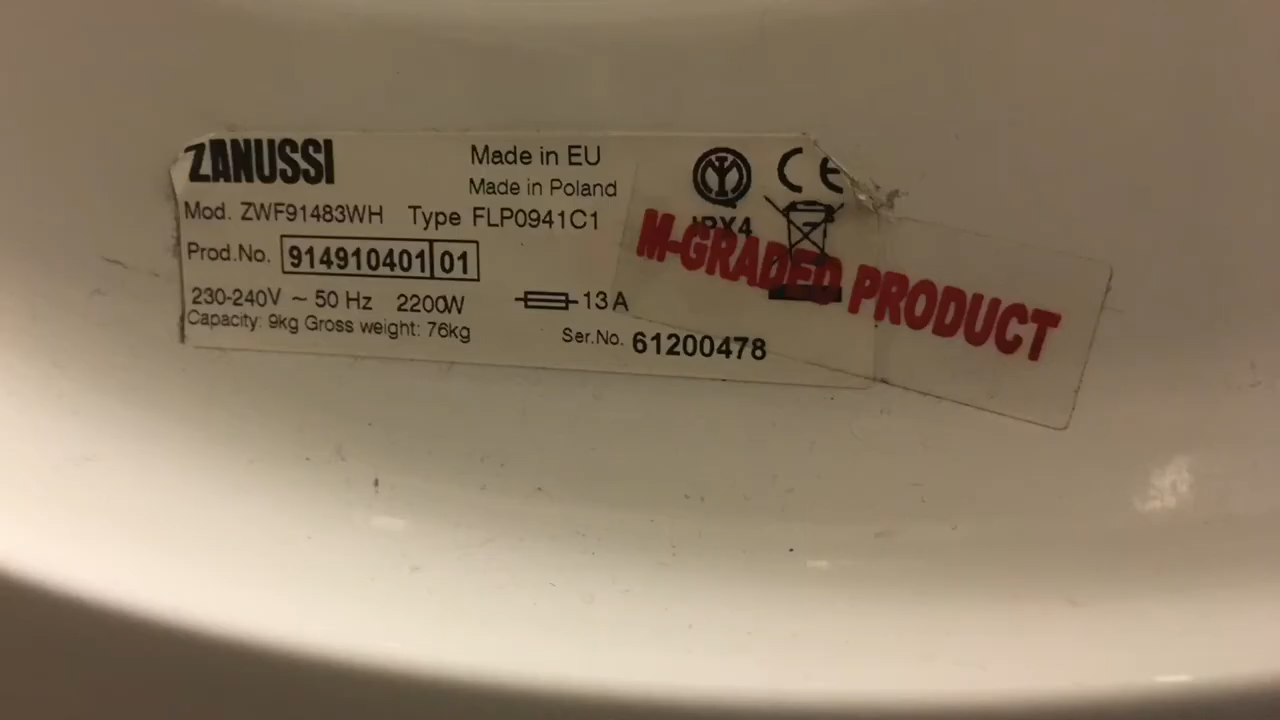 ZANUSSI
Made in EU
Made in Poland
Mod. ZWF91483WH Type FLP0941C1
Prod.No. 914910401 01
230-240V ~ 50 Hz 2200W 13 A
Capacity: 9kg Gross weight: 76kg
Ser.No. 61200478
CE
IPX4
M-GRADED PRODUCT